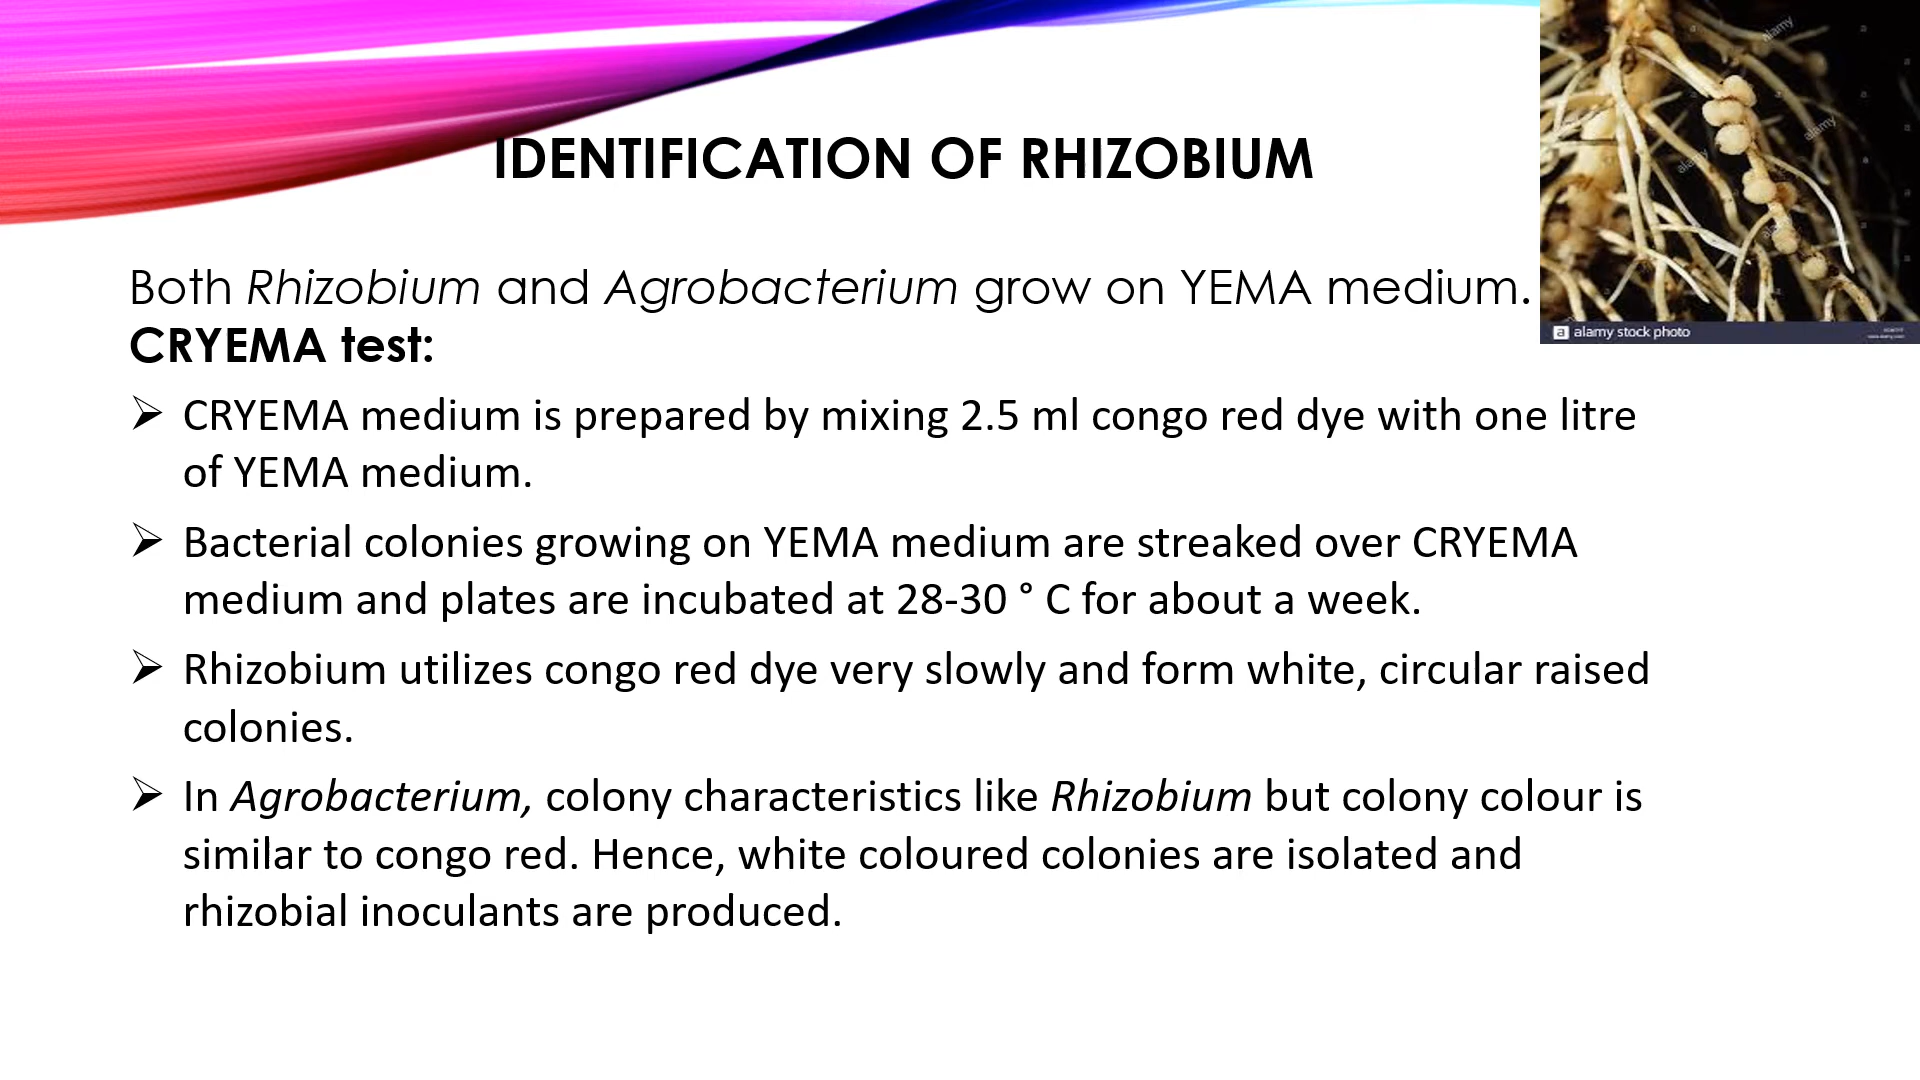 IDENTIFICATION OF RHIZOBIUM
Both Rhizobium and Agrobacterium grow on YEMA medium.
CRYEMA test:
CRYEMA medium is prepared by mixing 2.5 ml congo red dye with one litre
of YEMA medium.
Bacterial colonies growing on YEMA medium are streaked over CRYEMA
medium and plates are incubated at 28-30 ° C for about a week.
Rhizobium utilizes congo red dye very slowly and form white, circular raised
colonies.
In Agrobacterium, colony characteristics like Rhizobium but colony colour is
similar to congo red. Hence, white coloured colonies are isolated and
rhizobial inoculants are produced.
alamy
alamy
alamy
alamy
a alamy stock photo